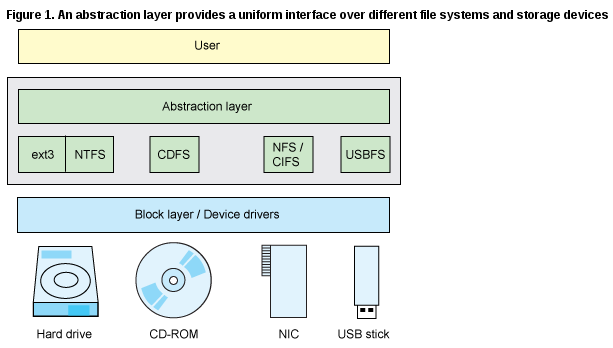 Figure 1. An abstraction layer provides a uniform interface over different file systems and storage devices
User
Abstraction layer
ext3
NTFS
CDFS
NFS /
CIFS
USBFS
Block layer / Device drivers
Hard drive
CD-ROM
NIC
USB stick